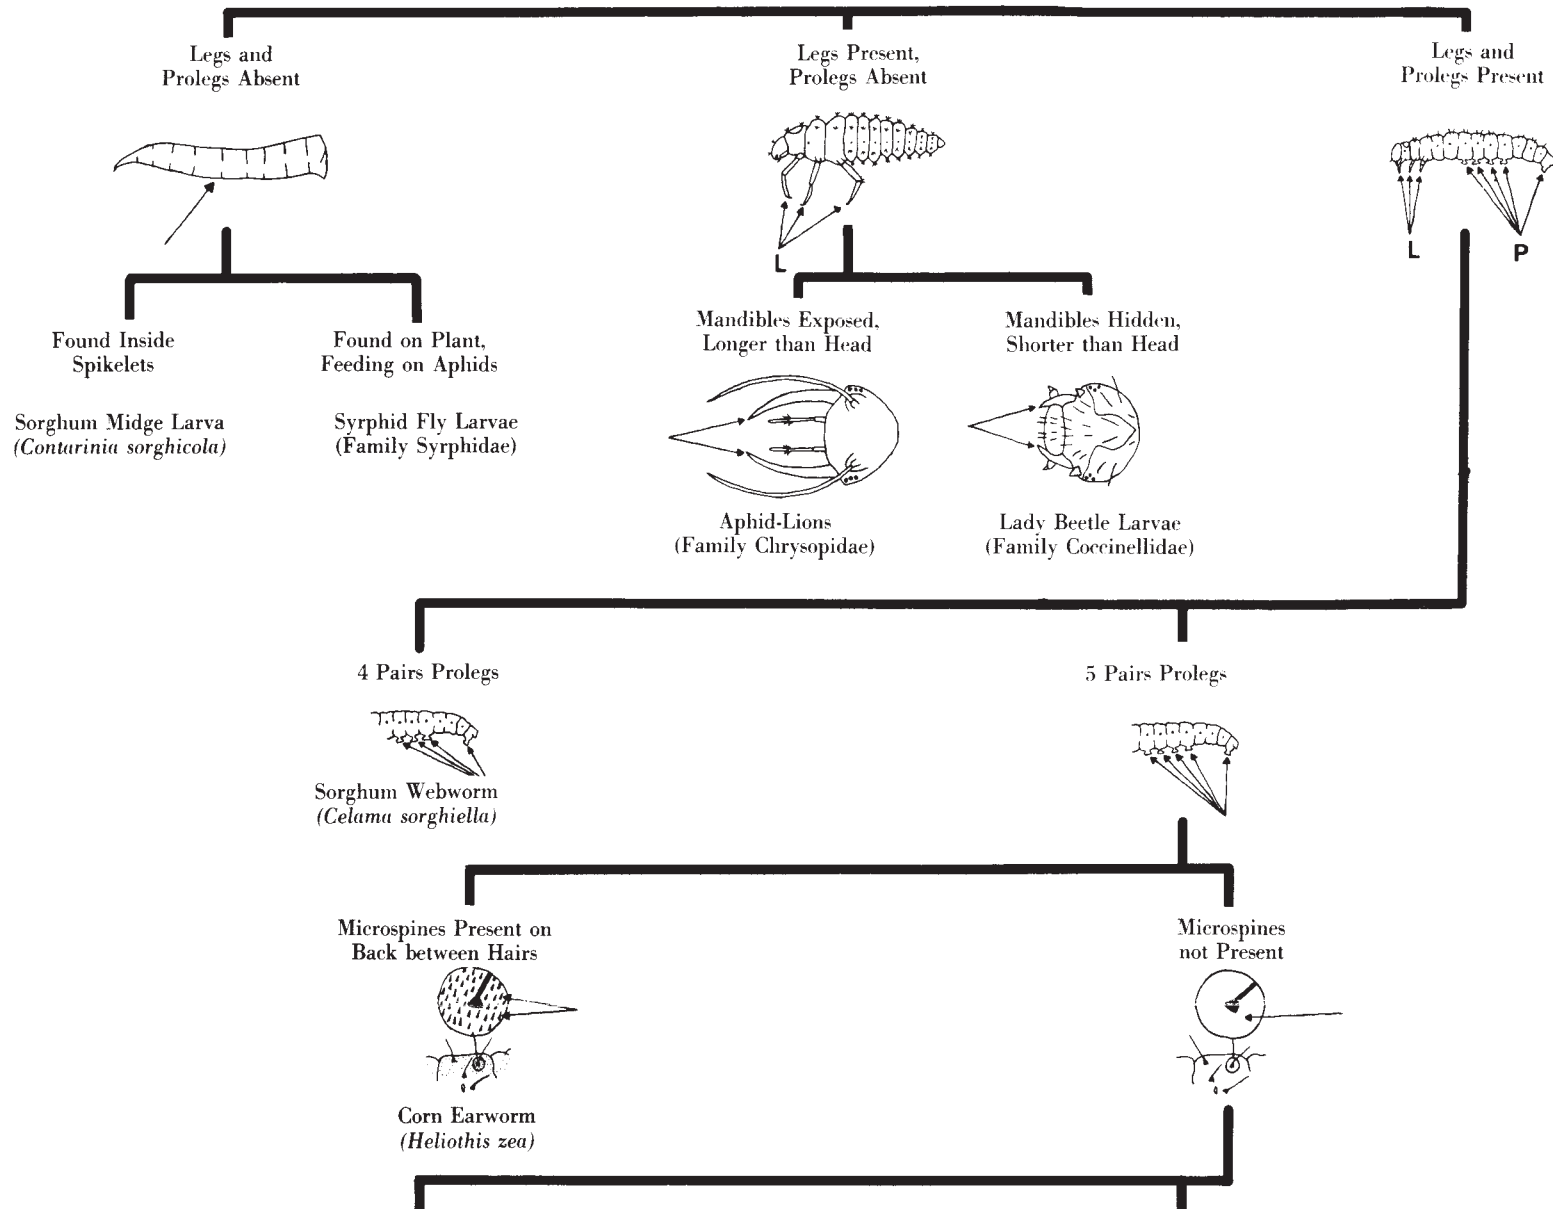 Legs and
Prolegs Absent
Legs Present,
Prolegs Absent
Legs and
Prolegs Present
L
L
P
Found Inside
Spikelets
Sorghum Midge Larva
(Contarinia sorghicola)
Found on Plant,
Feeding on Aphids
Syrphid Fly Larvae
(Family Syrphidae)
Mandibles Exposed,
Longer than Head
Aphid-Lions
(Family Chrysopidae)
Mandibles Hidden,
Shorter than Head
Lady Beetle Larvae
(Family Coccinellidae)
4 Pairs Prolegs
Sorghum Webworm
(Celama sorghiella)
5 Pairs Prolegs
Microspines Present on
Back between Hairs
Corn Earworm
(Heliothis zea)
Microspines
not Present